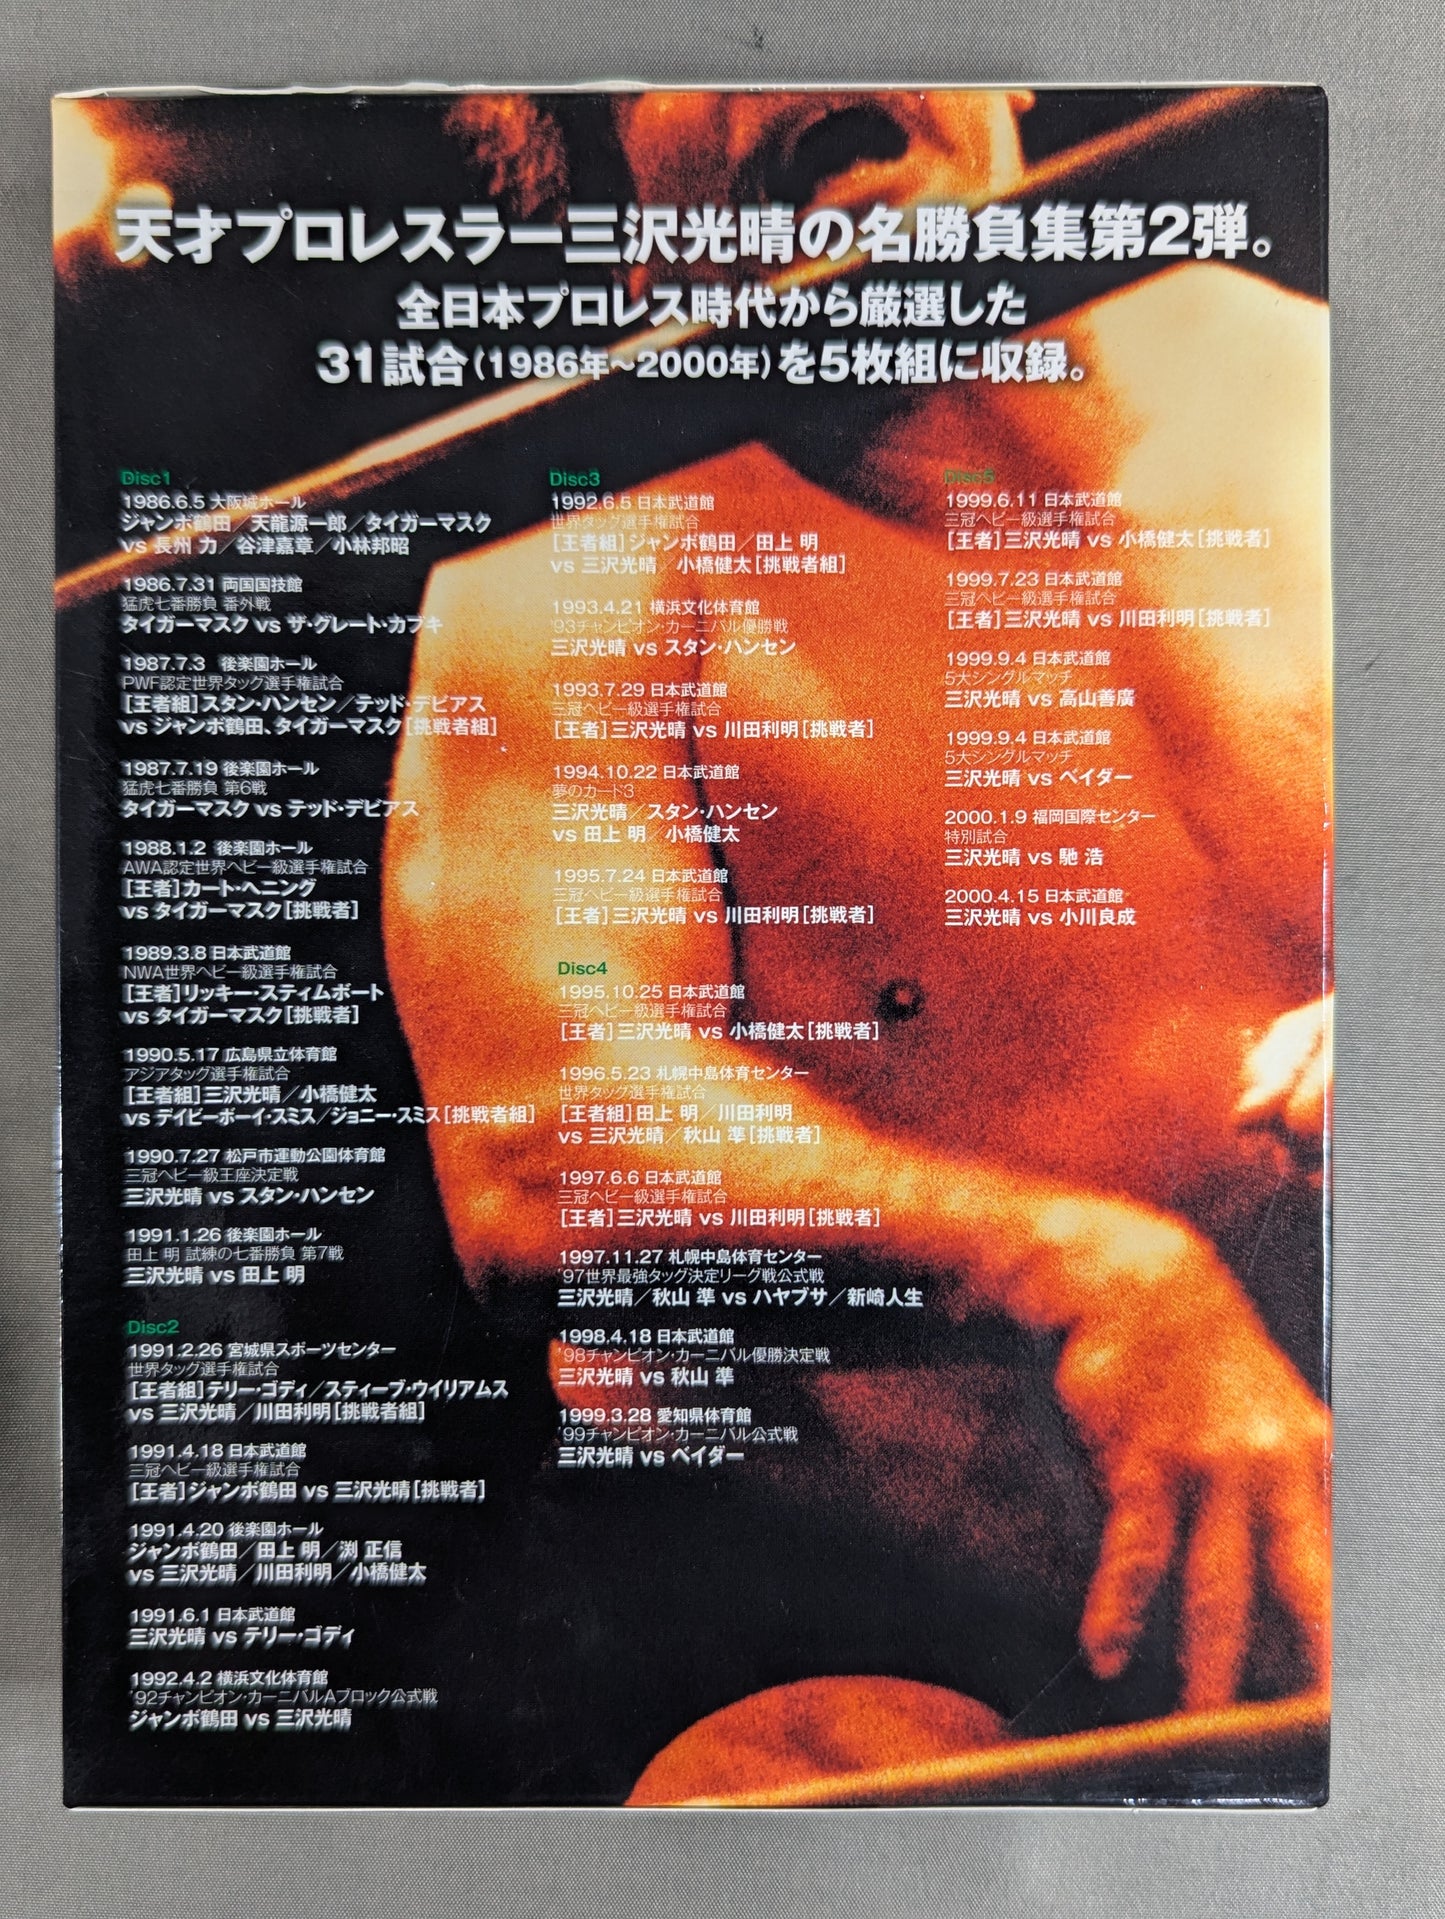 天才プロレスラー三沢光晴の名勝負集第2弾。
全日本プロレス時代から厳選した
31試合(1986年~2000年)を5枚組に収録。
Disc1
1986.6.5 大阪城ホール
ジャンボ鶴田／天龍源一郎／タイガーマスク
vs 長州 力／谷津嘉章／小林邦昭
1986.7.31 両国国技館
猛虎七番勝負 番外戦
タイガーマスク vs ザ・グレート・カブキ
1987.7.3 後楽園ホール
PWF認定世界タッグ選手権試合
[王者組]スタン・ハンセン／テッド・デビアス
vs ジャンボ鶴田、タイガーマスク[挑戦者組]
1987.7.19 後楽園ホール
猛虎七番勝負 第6戦
タイガーマスク vs テッド・デビアス
1988.1.2 後楽園ホール
AWA認定世界ヘビー級選手権試合
[王者]カート・ヘニング
vs タイガーマスク[挑戦者]
1989.3.8 日本武道館
NWA世界ヘビー級選手権試合
[王者]リッキー・スティムボート
vs タイガーマスク[挑戦者]
1990.5.17 広島県立体育館
アジアタッグ選手権試合
[王者組]三沢光晴／小橋健太
vs デイビーボーイ・スミス／ジョニー・スミス[挑戦者組]
1990.7.27 松戸市運動公園体育館
三冠ヘビー級王座決定戦
三沢光晴 vs スタン・ハンセン
1991.1.26 後楽園ホール
田上 明 試練の七番勝負 第7戦
三沢光晴 vs 田上 明
Disc2
1991.2.26 宮城県スポーツセンター
世界タッグ選手権試合
[王者組]テリー・ゴディ／スティーブ・ウイリアムス
vs 三沢光晴／川田利明[挑戦者組]
1991.4.18 日本武道館
三冠ヘビー級選手権試合
[王者]ジャンボ鶴田 vs 三沢光晴[挑戦者]
1991.4.20 後楽園ホール
ジャンボ鶴田／田上 明／渕 正信
vs 三沢光晴／川田利明／小橋健太
1991.6.1 日本武道館
三沢光晴 vs テリー・ゴディ
1992.4.2 横浜文化体育館
'92チャンピオン・カーニバルAブロック公式戦
ジャンボ鶴田 vs 三沢光晴
Disc3
1992.6.5 日本武道館
世界タッグ選手権試合
[王者組]ジャンボ鶴田／田上 明
vs 三沢光晴／小橋健太[挑戦者組]
1993.4.21 横浜文化体育館
'93チャンピオン・カーニバル優勝戦
三沢光晴 vs スタン・ハンセン
1993.7.29 日本武道館
三冠ヘビー級選手権試合
[王者]三沢光晴 vs 川田利明[挑戦者]
1994.10.22 日本武道館
夢のカード3
三沢光晴／スタン・ハンセン
vs 田上 明／小橋健太
1995.7.24 日本武道館
三冠ヘビー級選手権試合
[王者]三沢光晴 vs 川田利明[挑戦者]
Disc4
1995.10.25 日本武道館
三冠ヘビー級選手権試合
[王者]三沢光晴 vs 小橋健太[挑戦者]
1996.5.23 札幌中島体育センター
世界タッグ選手権試合
[王者組]田上 明／川田利明
vs 三沢光晴／秋山 準[挑戦者]
1997.6.6 日本武道館
三冠ヘビー級選手権試合
[王者]三沢光晴 vs 川田利明[挑戦者]
1997.11.27 札幌中島体育センター
'97世界最強タッグ決定リーグ戦公式戦
三沢光晴／秋山 準 vs ハヤブサ／新崎人生
1998.4.18 日本武道館
'98チャンピオン・カーニバル優勝決定戦
三沢光晴 vs 秋山 準
1999.3.28 愛知県体育館
'99チャンピオン・カーニバル公式戦
三沢光晴 vs ベイダー
Disc5
1999.6.11 日本武道館
三冠ヘビー級選手権試合
[王者]三沢光晴 vs 小橋健太[挑戦者]
1999.7.23 日本武道館
三冠ヘビー級選手権試合
[王者]三沢光晴 vs 川田利明[挑戦者]
1999.9.4 日本武道館
5大シングルマッチ
三沢光晴 vs 高山善廣
1999.9.4 日本武道館
5大シングルマッチ
三沢光晴 vs ベイダー
2000.1.9 福岡国際センター
特別試合
三沢光晴 vs 馳 浩
2000.4.15 日本武道館
三沢光晴 vs 小川良成